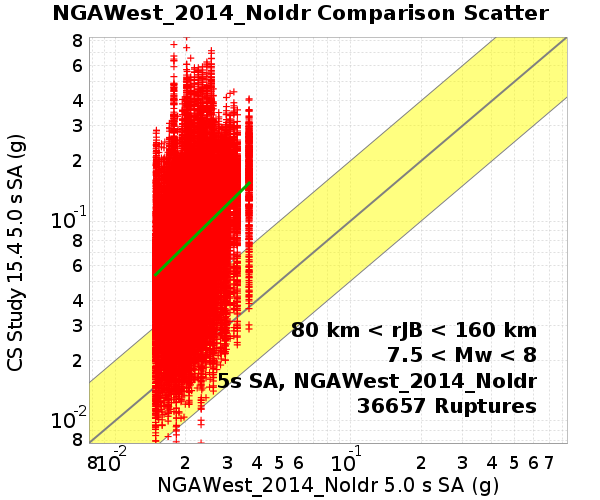 NGAWest_2014_NoIdr Comparison Scatter
CS Study 15.4 5.0 s SA (g)
8
6
4
3
2
10-1
8
6
4
3
2
10-2
8
80 km < rJB < 160 km
7.5 < Mw < 8
5s SA, NGAWest_2014_NoIdr
36657 Ruptures
8 10-2 2 3 4 5 6 10-1 2 3 4 5 6 7
NGAWest_2014_NoIdr 5.0 s SA (g)